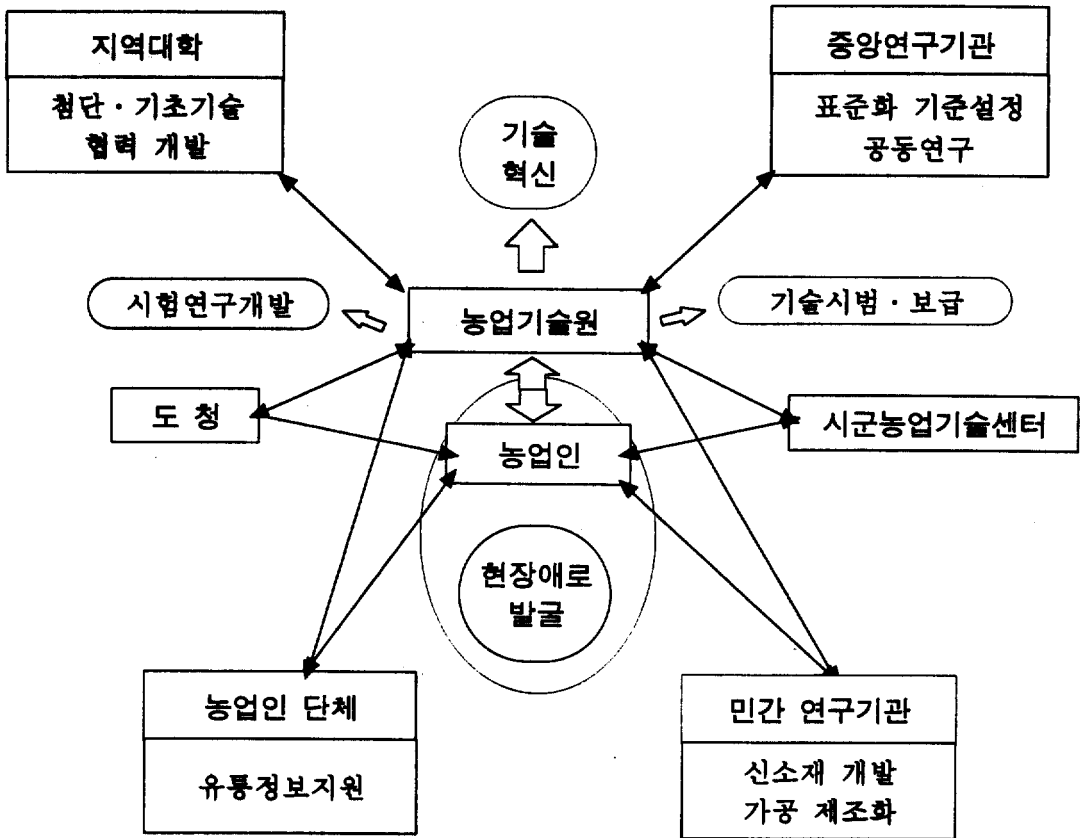 지역대학
첨단·기초기술
협력 개발
중앙연구기관
표준화 기준설정
공동연구
기술
혁신
시험연구개발
농업기술원
기술시범·보급
도 청
농업인
시군농업기술센터
현장애로
발굴
농업인 단체
유통정보지원
민간 연구기관
신소재 개발
가공 제조화